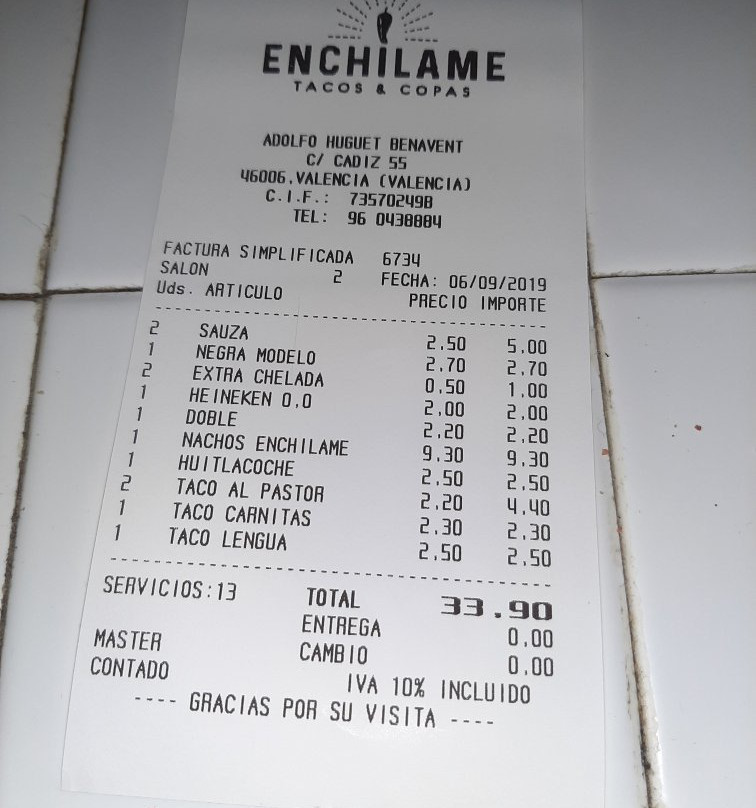 ENCHILAME
TACOS & COPAS
ADOLFO HUGUET BENAVENT
C/ CADIZ 55
46006.VALENCIA (VALENCIA)
C.I.F.: 73570249B
TEL: 96 0438884
FACTURA SIMPLIFICADA 6734
SALON 2 FECHA: 06/09/2019
Uds. ARTICULO PRECIO IMPORTE
2 SAUZA 2.50 5.00
1 NEGRA MODELO 2.70 2.70
2 EXTRA CHELADA 0.50 1.00
1 HEINEKEN 0,0 2.00 2.00
1 DOBLE 2.20 2.20
1 NACHOS ENCHILAME 9.30 9.30
1 HUITLACOCHE 2.50 2.50
2 TACO AL PASTOR 2.20 4.40
1 TACO CARNITAS 2.30 2.30
1 TACO LENGUA 2.50 2.50
SERVICIOS:13 TOTAL 33.90
ENTREGA 0.00
MASTER CAMBIO 0.00
CONTADO IVA 10% INCLUIDO
---- GRACIAS POR SU VISITA ----